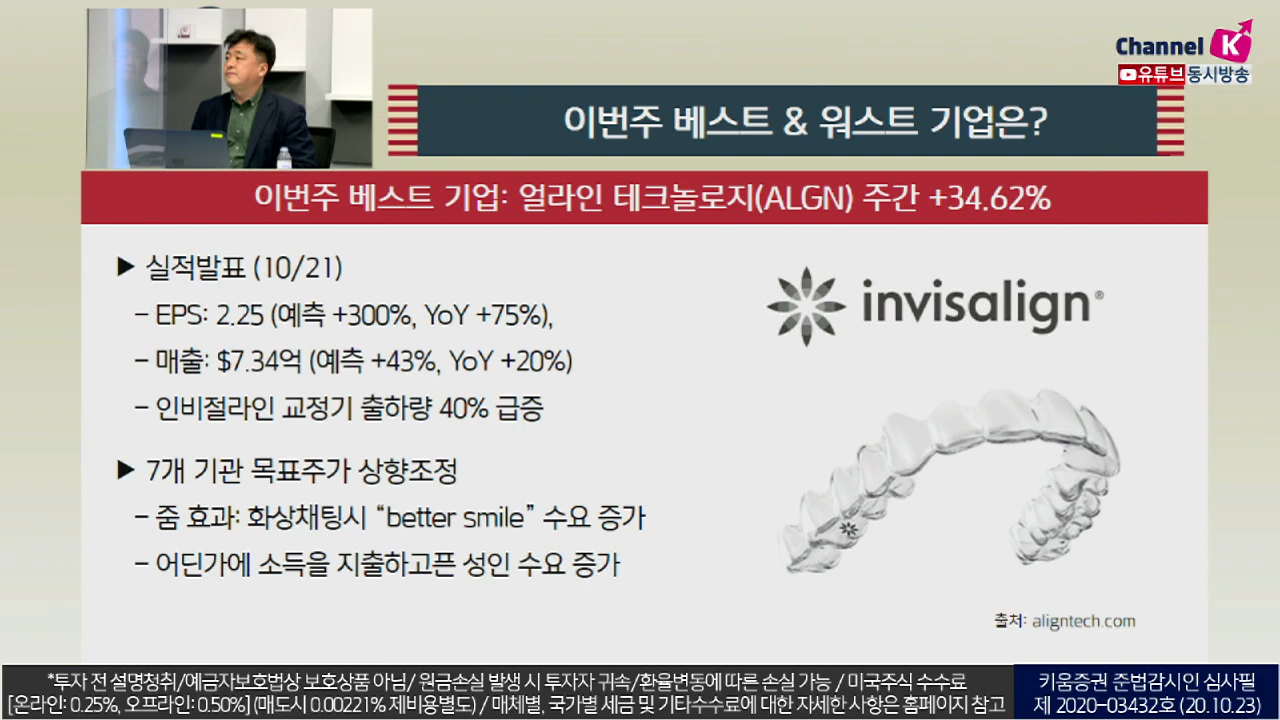 Channel K
유튜브 동시방송
이번주 베스트 & 워스트 기업은?
이번주 베스트 기업: 얼라인 테크놀로지(ALGN) 주간 +34.62%
▶ 실적발표 (10/21)
– EPS: 2.25 (예측 +300%, YoY +75%),
– 매출: $7.34억 (예측 +43%, YoY +20%)
– 인비절라인 교정기 출하량 40% 급증
▶ 7개 기관 목표주가 상향조정
– 줌 효과: 화상채팅시 “better smile” 수요 증가
– 어딘가에 소득을 지출하고픈 성인 수요 증가
invisalign®
출처: aligntech.com
*투자 전 설명청취/예금자보호법상 보호상품 아님/ 원금손실 발생 시 투자자 귀속/환율변동에 따른 손실 가능 / 미국주식 수수료
[온라인: 0.25%, 오프라인: 0.50%] (매도시 0.00221% 제비용별도) / 매체별, 국가별 세금 및 기타수수료에 대한 자세한 사항은 홈페이지 참고
키움증권 준법감시인 심사필
제 2020-03432호 (20.10.23)